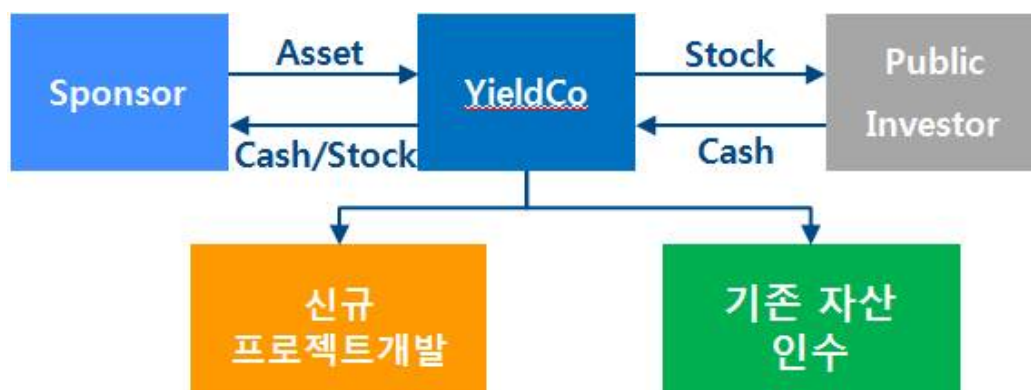 Asset
Stock
Public
Sponsor
YieldCo
Investor
Cash/Stock
Cash
신규
프로젝트개발
기존 자산
인수